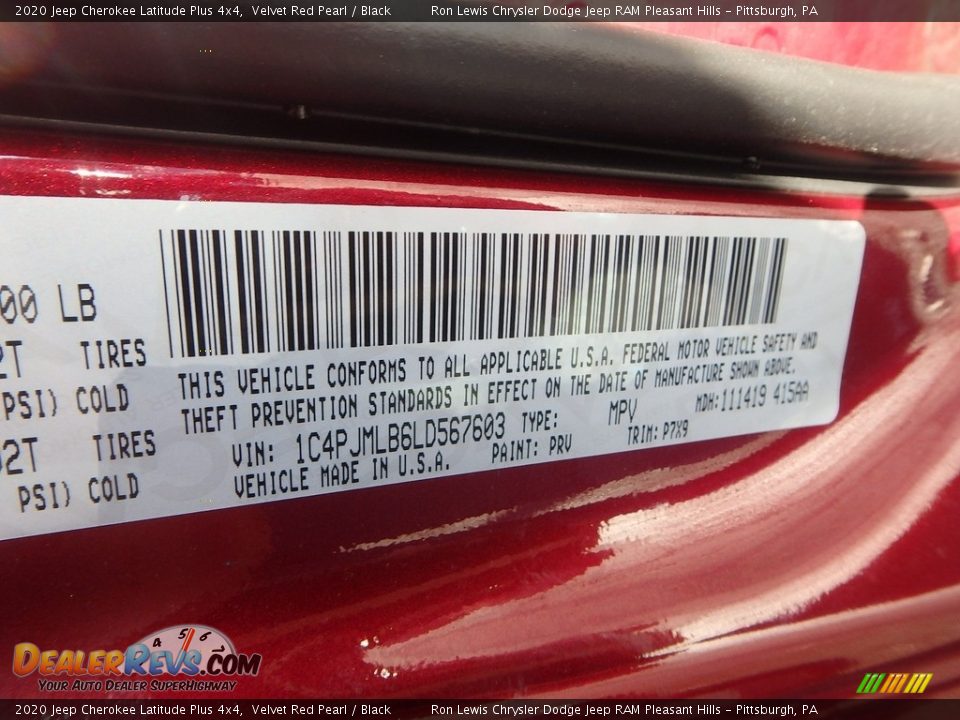 2020 Jeep Cherokee Latitude Plus 4x4, Velvet Red Pearl / Black Ron Lewis Chrysler Dodge Jeep RAM Pleasant Hills - Pittsburgh, PA
00 LB
2T TIRES
PSI) COLD
02T TIRES
PSI) COLD
THIS VEHICLE CONFORMS TO ALL APPLICABLE U.S.A. FEDERAL MOTOR VEHICLE SAFETY AND
THEFT PREVENTION STANDARDS IN EFFECT ON THE DATE OF MANUFACTURE SHOWN ABOVE.
VIN: 1C4PJMLB6LD567603 TYPE: MPV MDH:111419 415AA
VEHICLE MADE IN U.S.A. PAINT: PRV TRIM: P7X9
4 5 6
DEALERREVS.COM
YOUR AUTO DEALER SUPERHIGHWAY
2020 Jeep Cherokee Latitude Plus 4x4, Velvet Red Pearl / Black Ron Lewis Chrysler Dodge Jeep RAM Pleasant Hills - Pittsburgh, PA